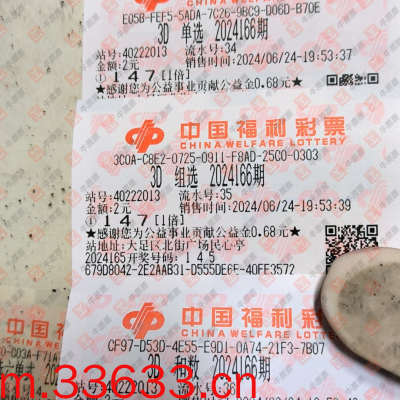 E05B-FEF5-5ADA-7C26-9BC9-D06D-B70E
3D 单选 2024166期
站号:40222013 流水号:34
金额:2元 销售时间:2024/06/24-19:53:37
① 1 4 7 [1倍]
★感谢您为公益事业贡献公益金0.68元★
中国福利彩票
CHINA WELFARE LOTTERY
3C0A-C8E2-0725-0911-F8AD-25C0-0303
3D 组选 2024166期
站号:40222013 流水号:35
金额:2元 销售时间:2024/06/24-19:53:39
① 1 4 7 [1倍]
★感谢您为公益事业贡献公益金0.68元★
站地址:大足区北街广场民心亭
2024165开奖号码:1 4 5
679D8042-2E2AAB31-D555DE6E-40FE3572
中国福利彩票
CHINA WELFARE LOTTERY
CF97-D53D-4E55-E9D1-0A74-21F3-7B07
3D 和数 2024166期
站号:40222013 流水号:36
m.33633.cn